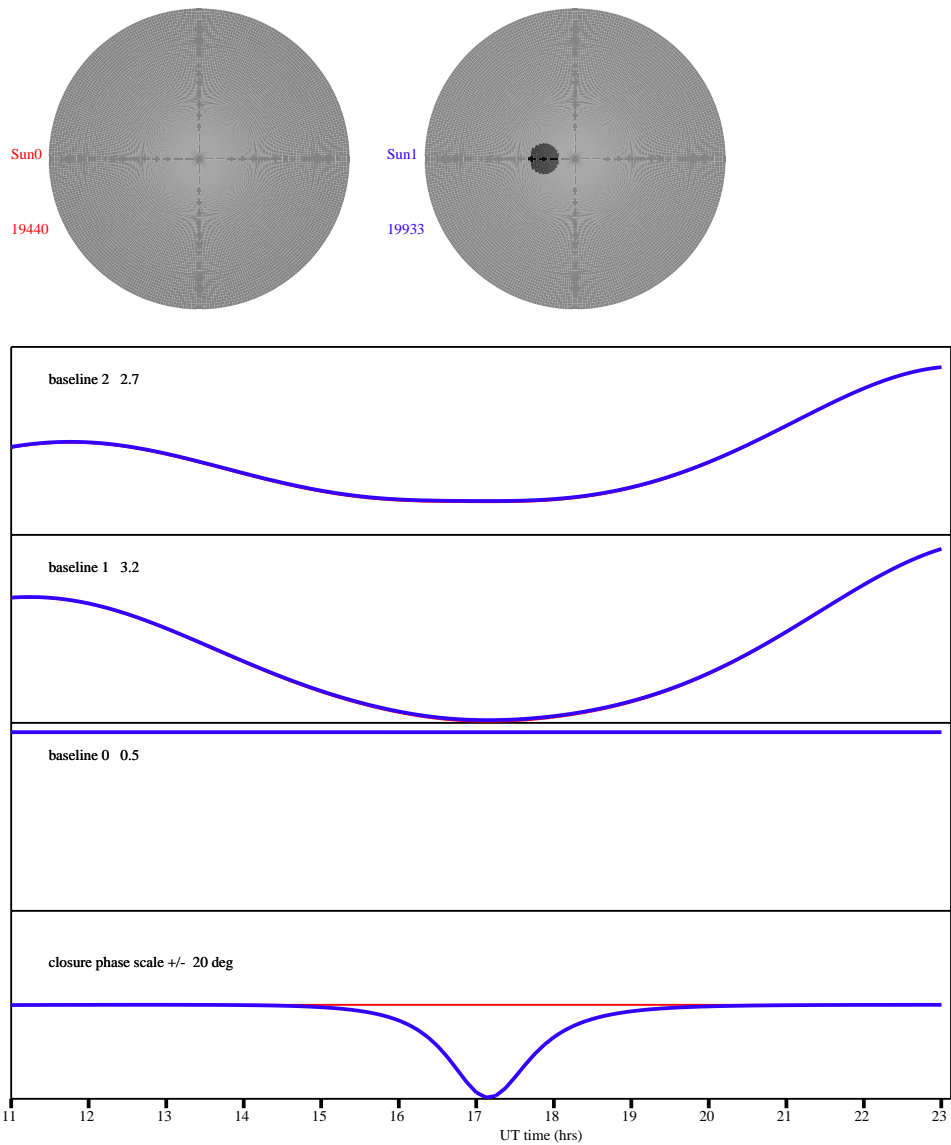 Sun0
Sun1
19440
19933
baseline 2   2.7
baseline 1   3.2
baseline 0   0.5
closure phase scale +/-  20 deg
11 12 13 14 15 16 17 18 19 20 21 22 23
UT time (hrs)